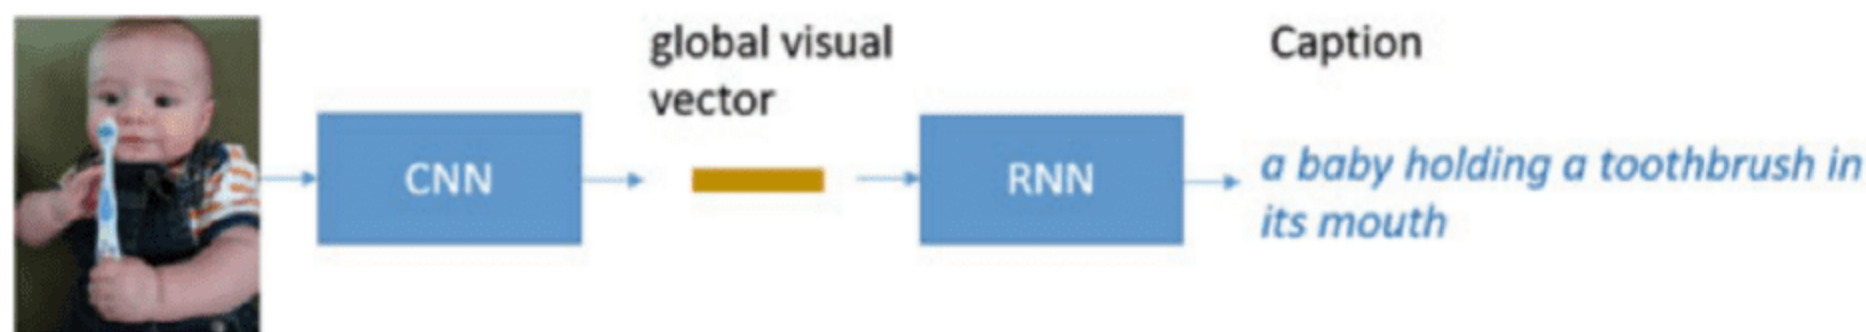 global visual
vector
Caption
CNN
RNN
a baby holding a toothbrush in
its mouth